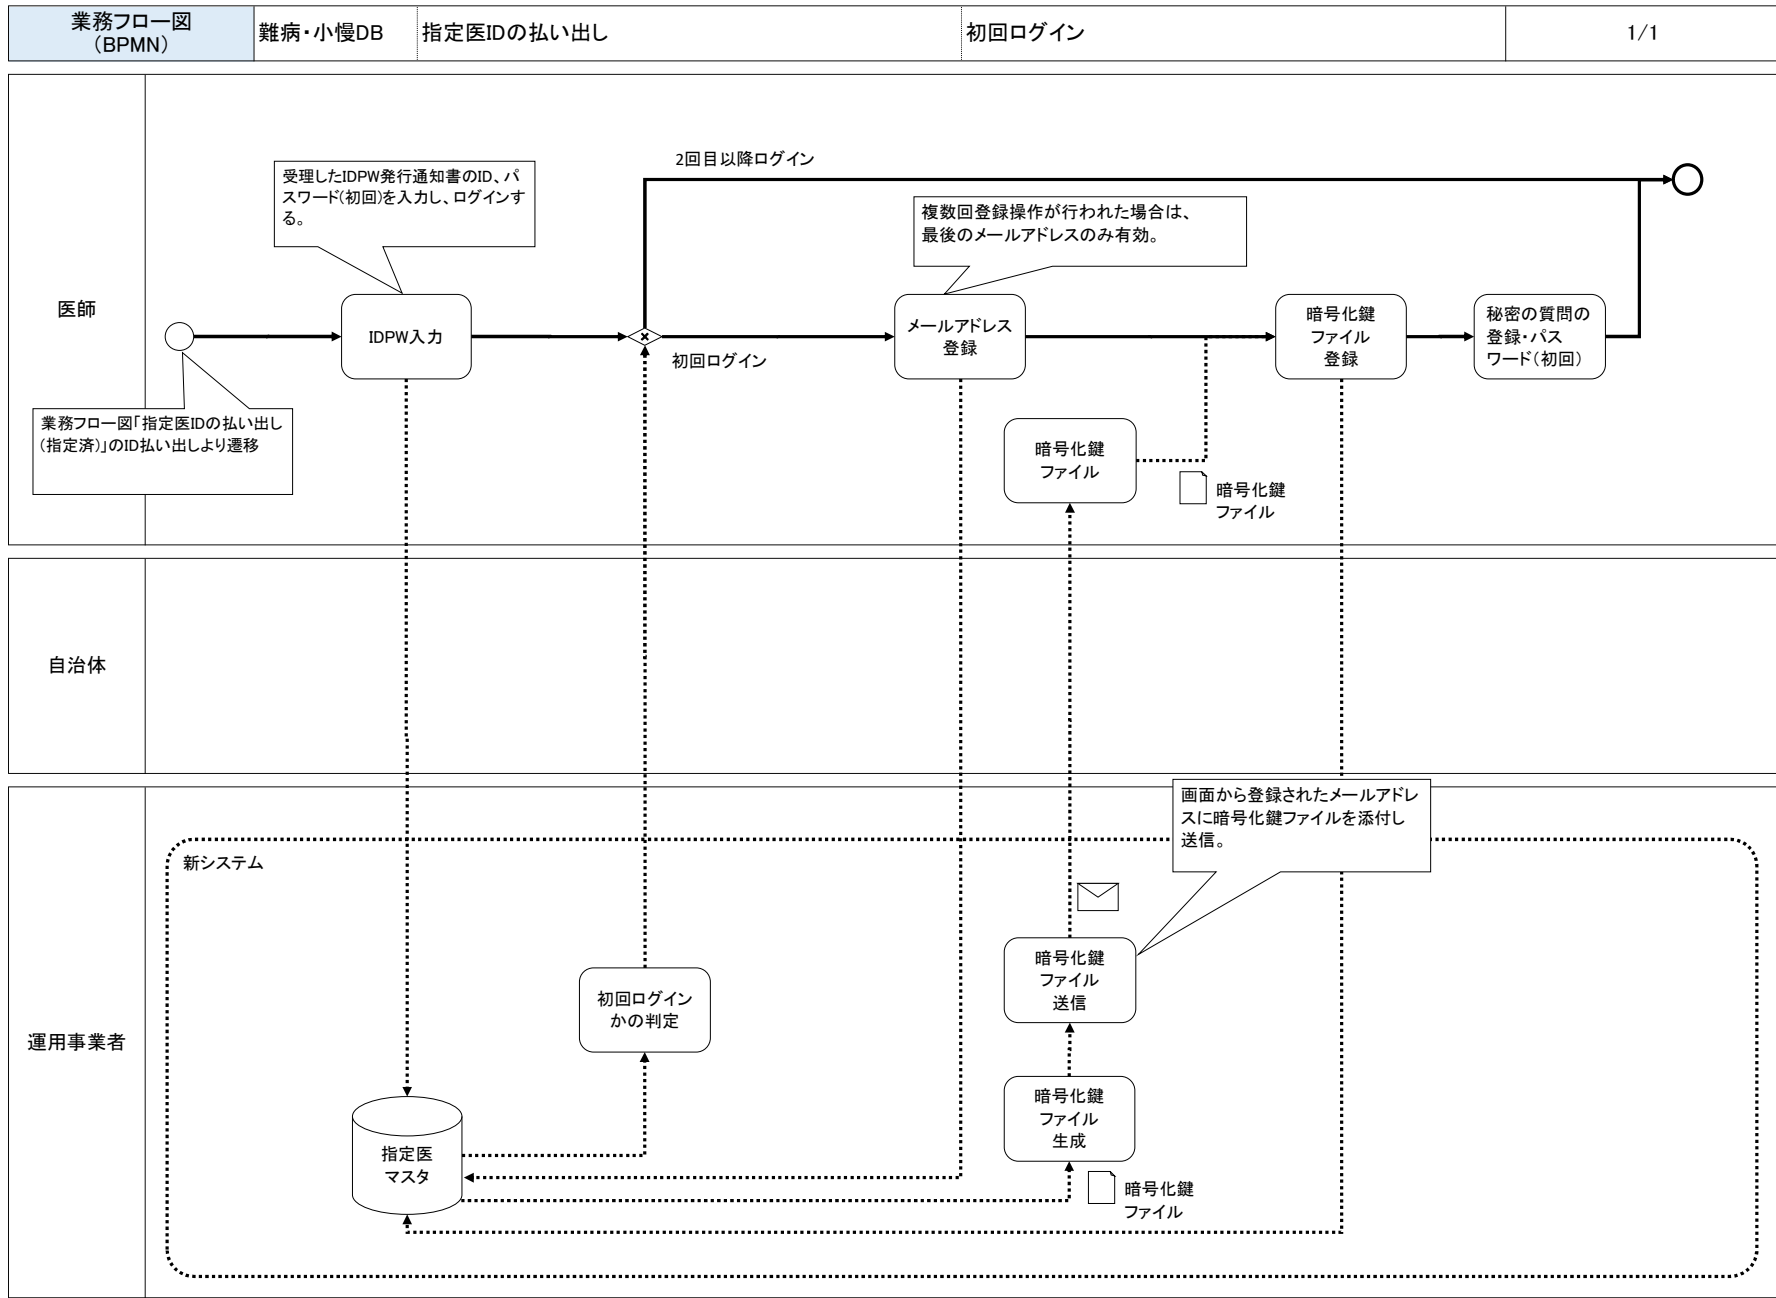 業務フロー図
（BPMN）
難病・小慢DB
指定医IDの払い出し
初回ログイン
1/1
医師
2回目以降ログイン
受理したIDPW発行通知書のID、パ
スワード(初回)を入力し、ログインす
る。
複数回登録操作が行われた場合は、
最後のメールアドレスのみ有効。
IDPW入力
初回ログイン
メールアドレス
登録
暗号化鍵
ファイル
登録
秘密の質問の
登録・パス
ワード（初回）
業務フロー図「指定医IDの払い出し
（指定済）」のID払い出しより遷移
暗号化鍵
ファイル
暗号化鍵
ファイル
自治体
運用事業者
新システム
画面から登録されたメールアドレ
スに暗号化鍵ファイルを添付し
送信。
初回ログイン
かの判定
暗号化鍵
ファイル
送信
暗号化鍵
ファイル
生成
指定医
マスタ
暗号化鍵
ファイル